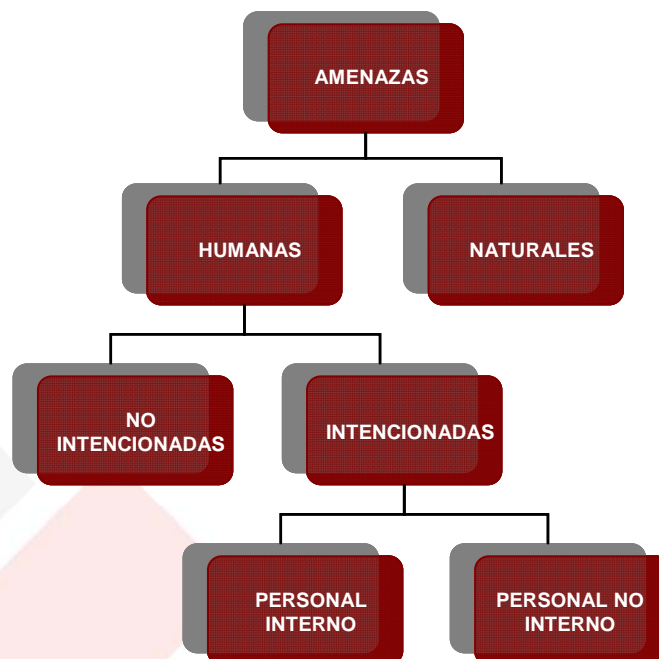 AMENAZAS
HUMANAS
NATURALES
NO
INTENCIONADAS
INTENCIONADAS
PERSONAL
INTERNO
PERSONAL NO
INTERNO